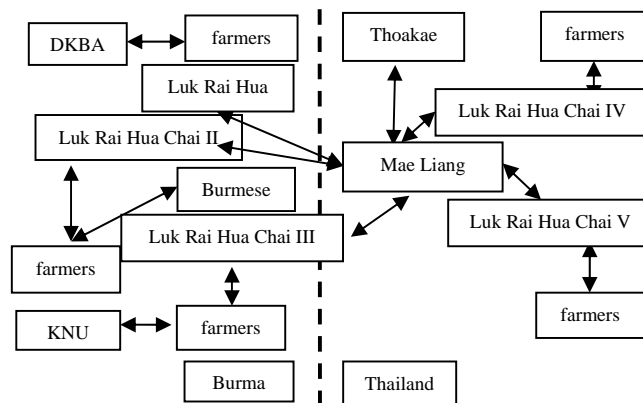 DKBA
farmers
Thoakae
farmers
Luk Rai Hua
Luk Rai Hua Chai IV
Luk Rai Hua Chai II
Mae Liang
Burmese
Luk Rai Hua Chai III
Luk Rai Hua Chai V
farmers
KNU
farmers
farmers
Burma
Thailand